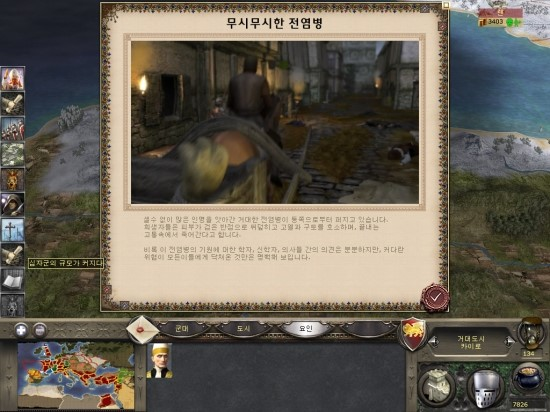 무시무시한 전염병
3403
셀수 없이 많은 인명을 앗아간 거대한 전염병이 동쪽으로부터 퍼지고 있습니다.
희생자들은 피부가 검은 반점으로 뒤덮이고 고열과 구토를 호소하며, 끝내는
고통속에서 죽어간다고 합니다.
비록 이 전염병의 기원에 대한 학자, 신학자, 의사들 간의 의견은 분분하지만, 커다란
위험이 모든이들에게 닥쳐온 것만은 명확해 보입니다.
십자군의 규모가 커지다
군대
도시
요인
거대도시
카이로
134
7826